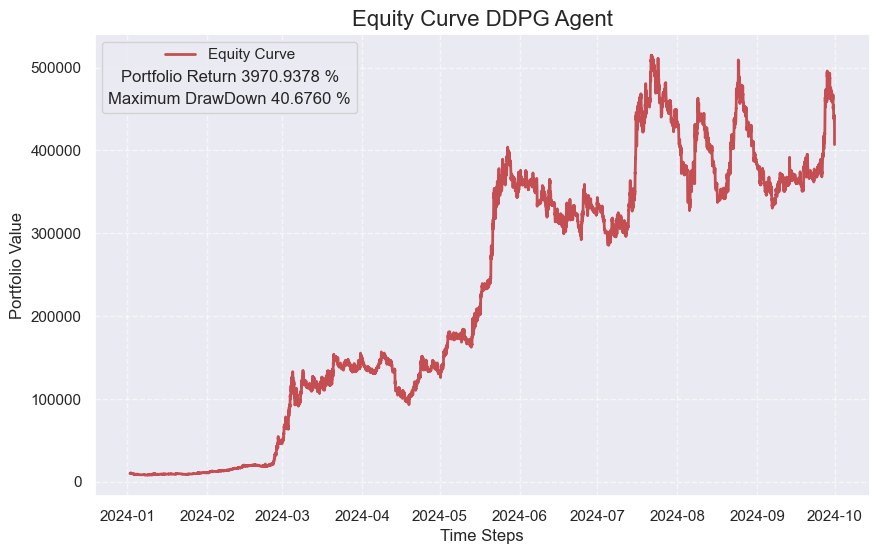 Equity Curve DDPG Agent
Equity Curve
Portfolio Return 3970.9378 %
Maximum DrawDown 40.6760 %
Portfolio Value
500000
400000
300000
200000
100000
0
2024-01 2024-02 2024-03 2024-04 2024-05 2024-06 2024-07 2024-08 2024-09 2024-10
Time Steps